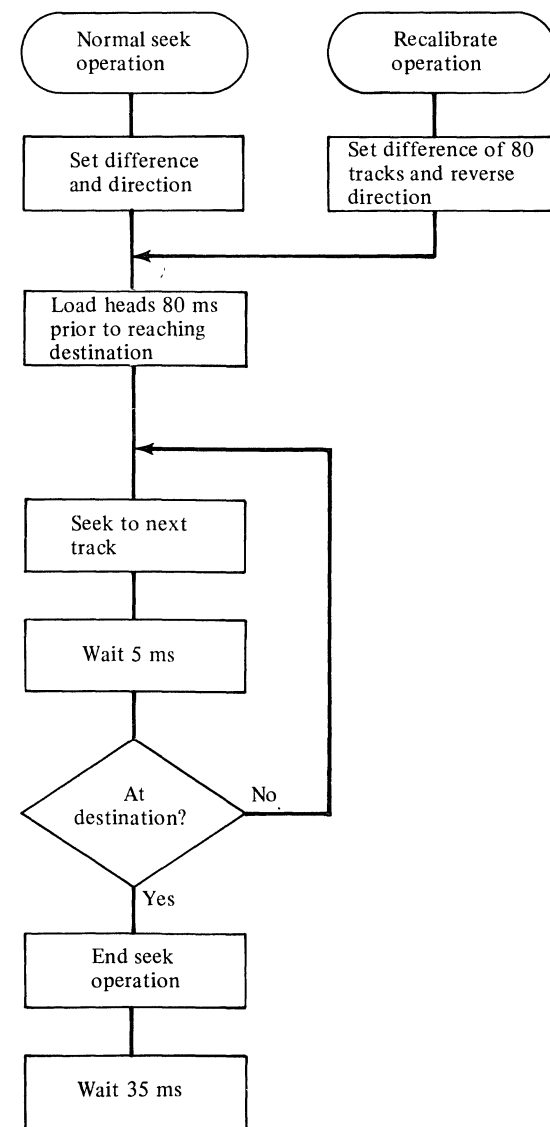 Normal seek
operation
Recalibrate
operation
Set difference
and direction
Set difference of 80
tracks and reverse
direction
Load heads 80 ms
prior to reaching
destination
Seek to next
track
Wait 5 ms
At
destination?
No
Yes
End seek
operation
Wait 35 ms